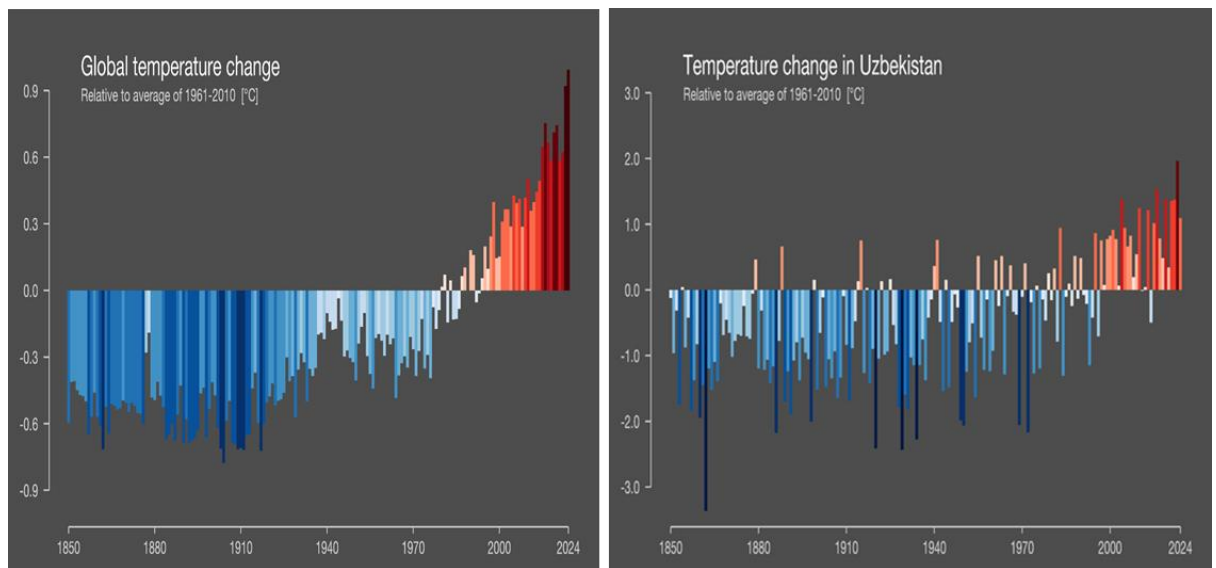 Global temperature change
Relative to average of 1961-2010 [°C]
0.9
0.6
0.3
0.0
-0.3
-0.6
-0.9
1850 1880 1910 1940 1970 2000 2024
Temperature change in Uzbekistan
Relative to average of 1961-2010 [°C]
3.0
2.0
1.0
0.0
-1.0
-2.0
-3.0
1850 1880 1910 1940 1970 2000 2024